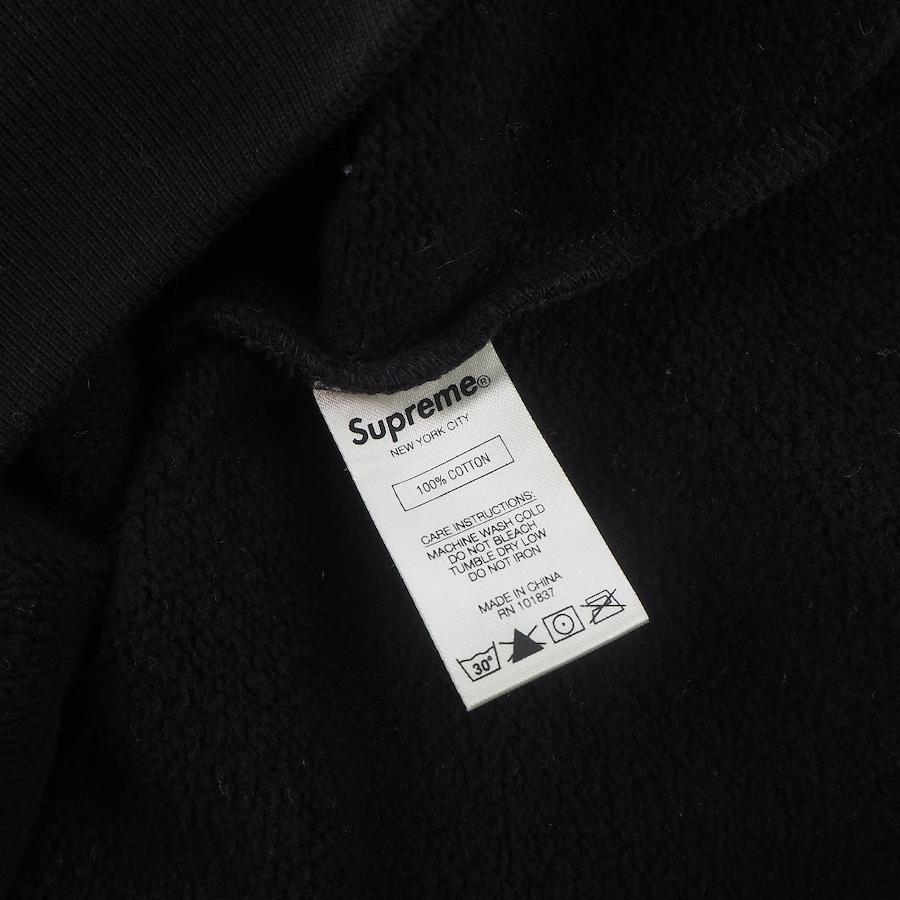 Supreme®
NEW YORK CITY
100% COTTON
CARE INSTRUCTIONS:
MACHINE WASH COLD
DO NOT BLEACH
TUMBLE DRY LOW
DO NOT IRON
MADE IN CHINA
RN 101837
30°